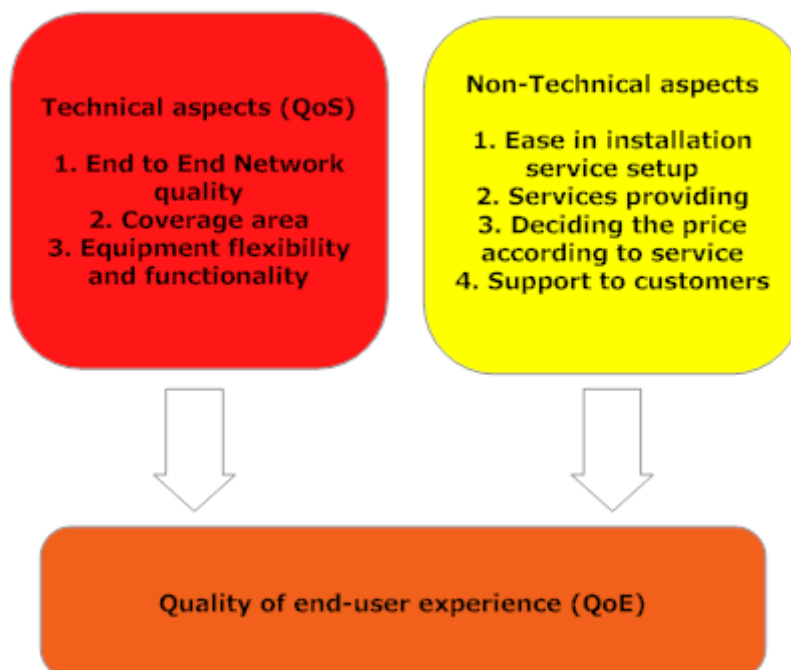 Technical aspects (QoS)
1. End to End Network
quality
2. Coverage area
3. Equipment flexibility
and functionality
Non-Technical aspects
1. Ease in installation
service setup
2. Services providing
3. Deciding the price
according to service
4. Support to customers
Quality of end-user experience (QoE)